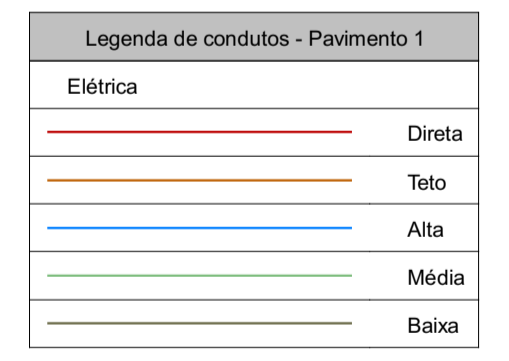 Legenda de condutos - Pavimento 1
Elétrica
Direta
Teto
Alta
Média
Baixa